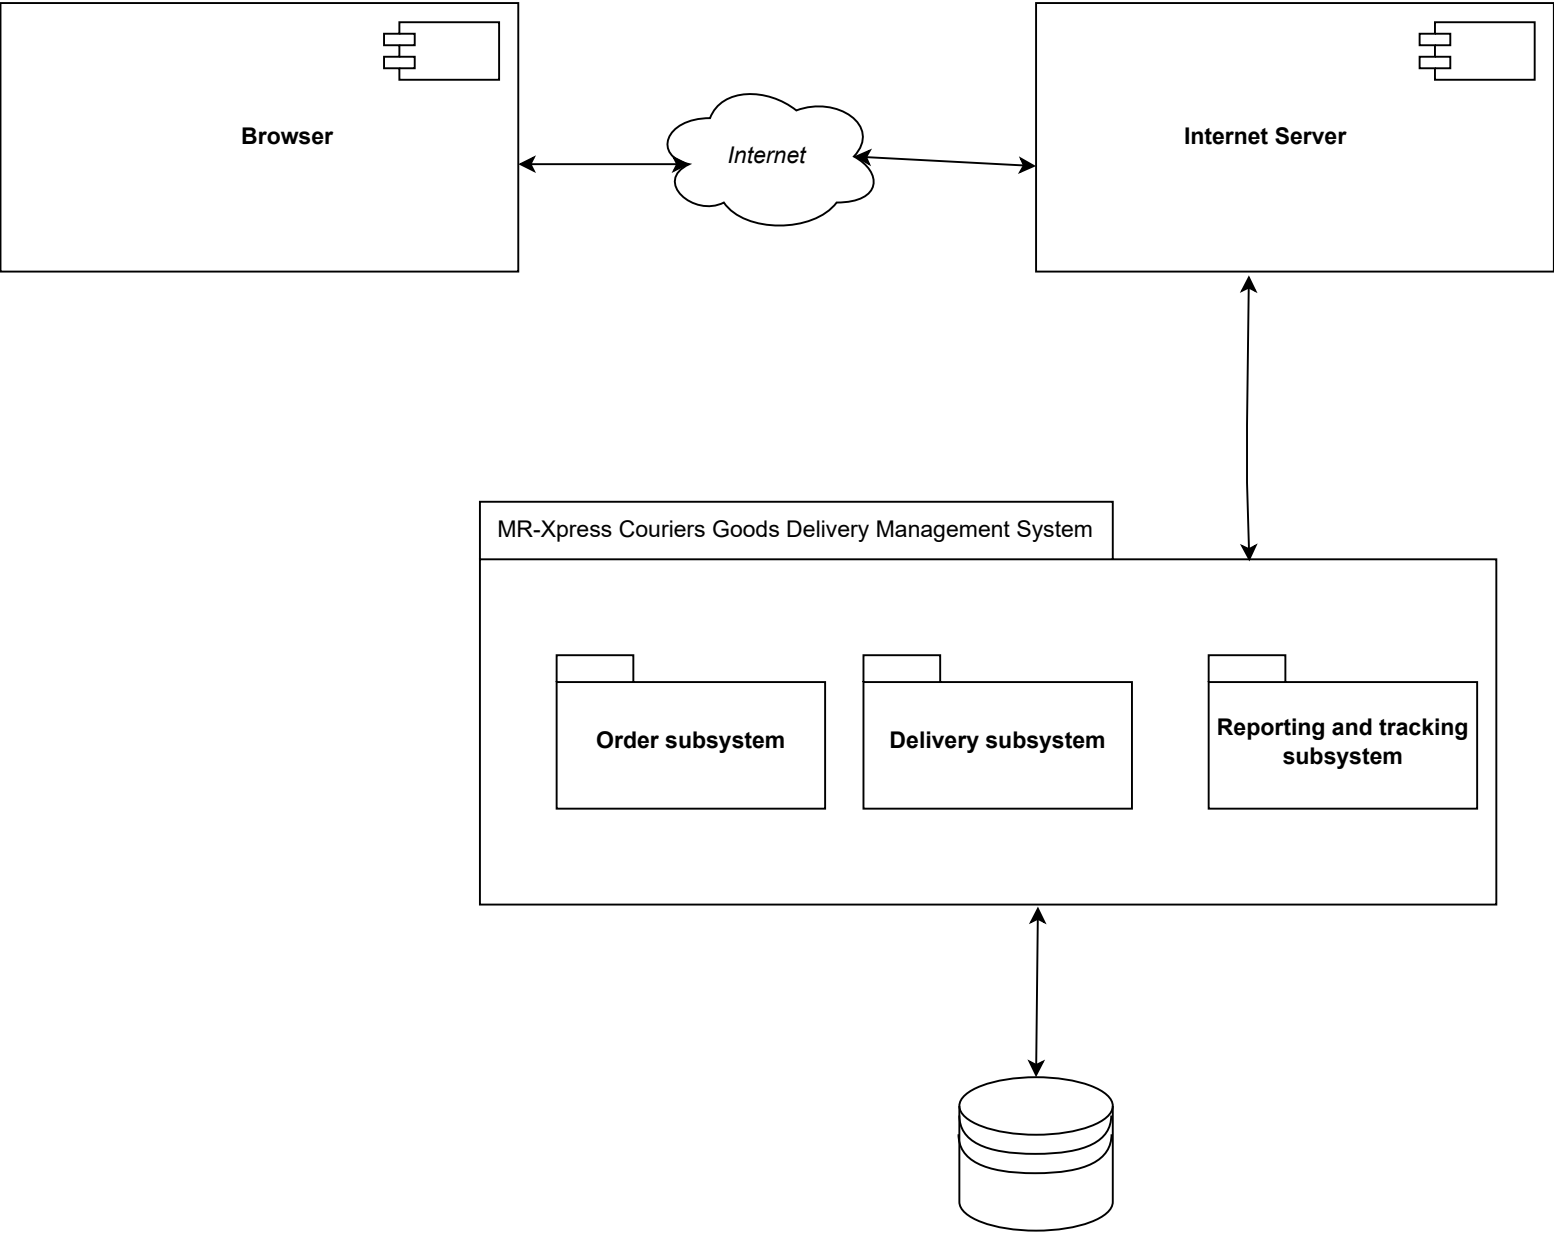 Browser
Internet
Internet Server
MR-Xpress Couriers Goods Delivery Management System
Order subsystem
Delivery subsystem
Reporting and tracking
subsystem